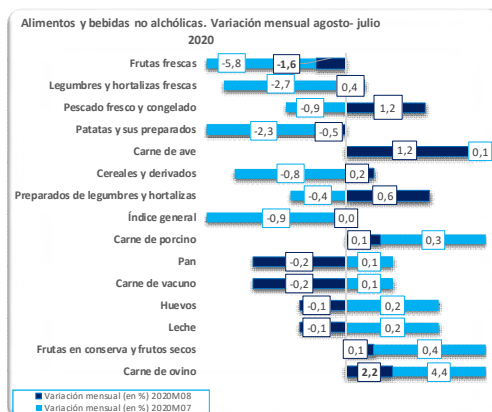 Alimentos y bebidas no alchólicas. Variación mensual agosto- julio
2020
Frutas frescas -5,8 -1,6
Legumbres y hortalizas frescas -2,7 0,4
Pescado fresco y congelado -0,9 1,2
Patatas y sus preparados -2,3 -0,5
Carne de ave 1,2 0,1
Cereales y derivados -0,8 0,2
Preparados de legumbres y hortalizas -0,4 0,6
Índice general -0,9 0,0
Carne de porcino 0,1 0,3
Pan -0,2 0,1
Carne de vacuno -0,2 0,1
Huevos -0,1 0,2
Leche -0,1 0,2
Frutas en conserva y frutos secos 0,1 0,4
Carne de ovino 2,2 4,4
Variación mensual (en %) 2020M08
Variación mensual (en %) 2020M07